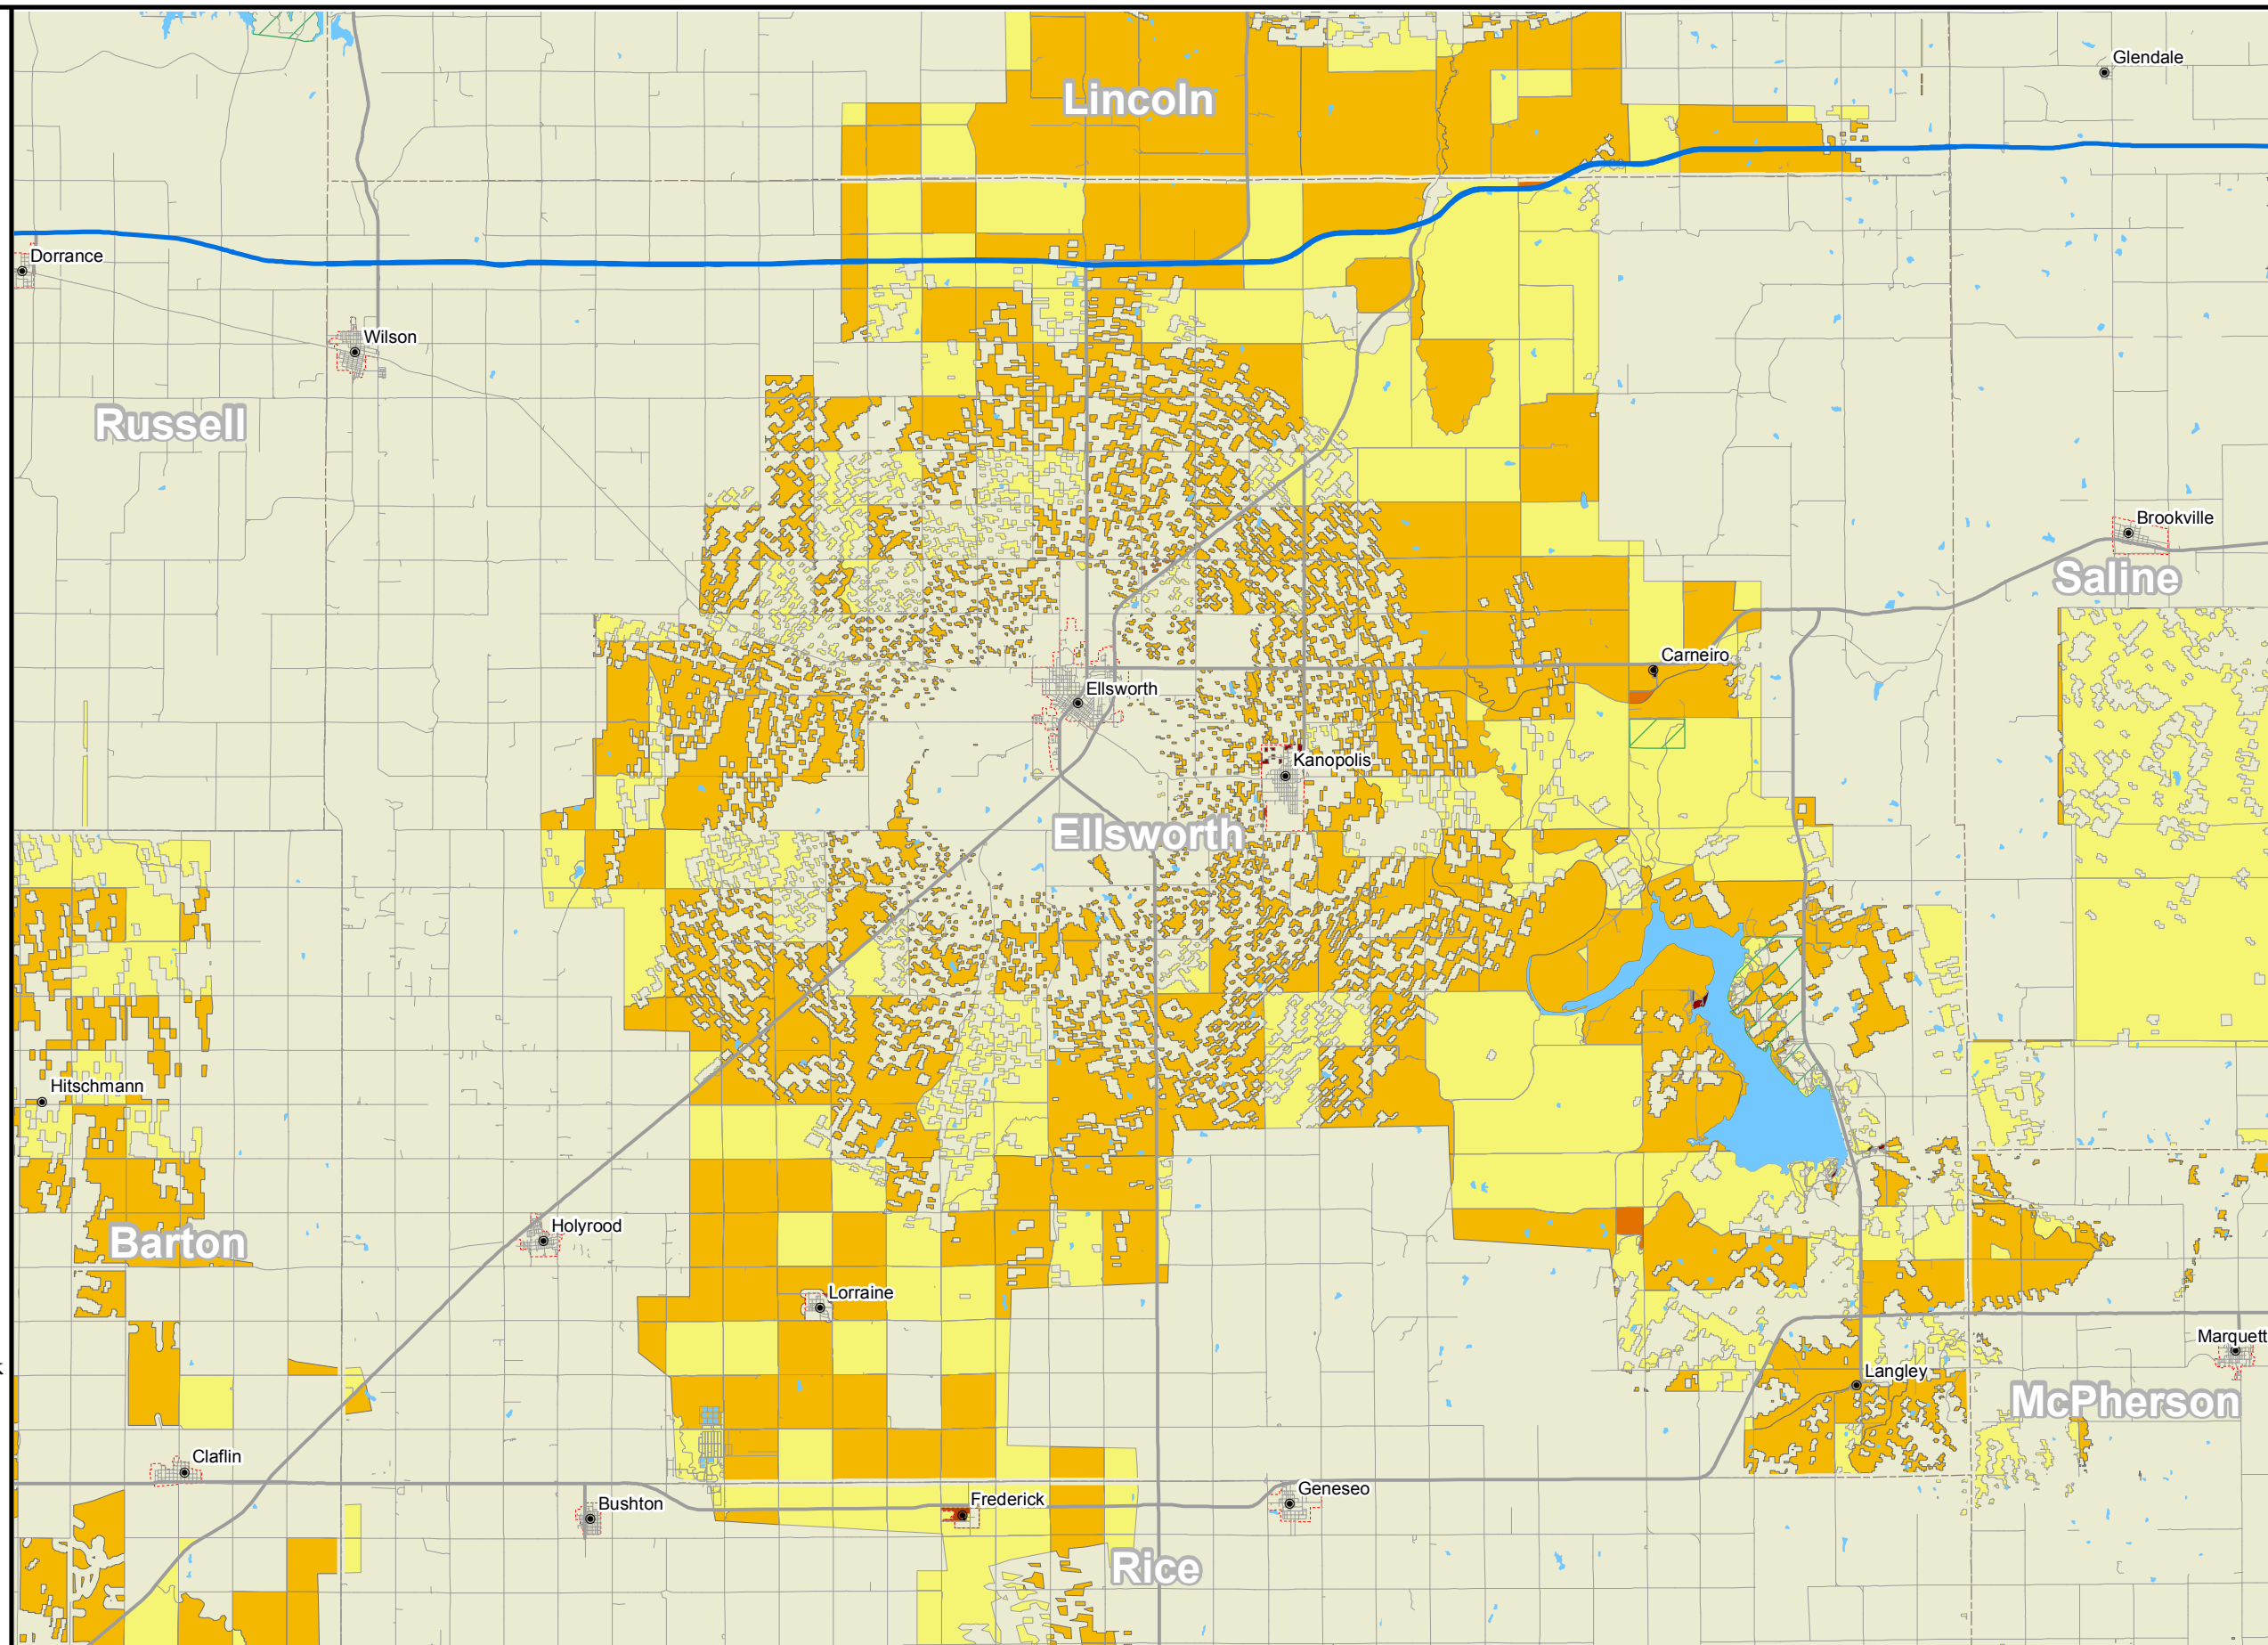 Glendale
Lincoln
Dorrance
Wilson
Russell
Brookville
Saline
Carneiro
Ellsworth
Kanopolis
Ellsworth
Hitschmann
Holyrood
Barton
Lorraine
Marquett
Langley
McPherson
Claflin
Geneseo
Frederick
Bushton
Rice